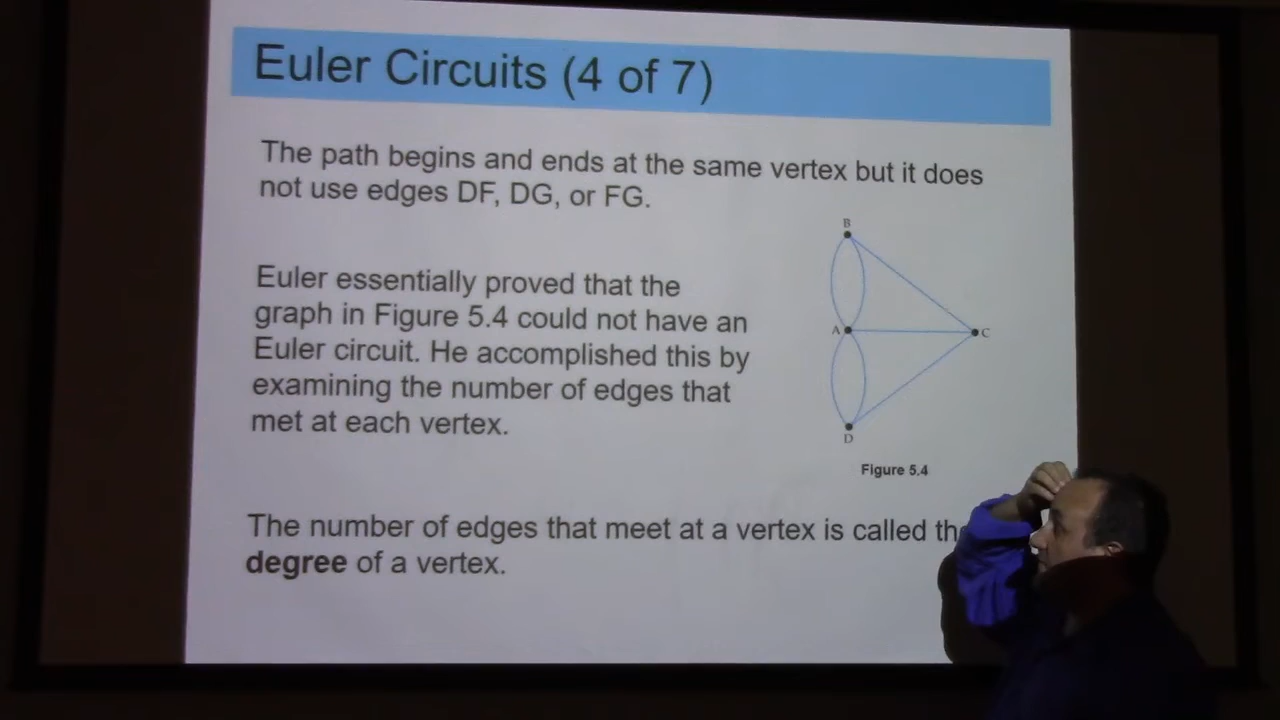 Euler Circuits (4 of 7)
The path begins and ends at the same vertex but it does
not use edges DF, DG, or FG.
Euler essentially proved that the
graph in Figure 5.4 could not have an
Euler circuit. He accomplished this by
examining the number of edges that
met at each vertex.
B
A
C
D
Figure 5.4
The number of edges that meet at a vertex is called the
degree of a vertex.